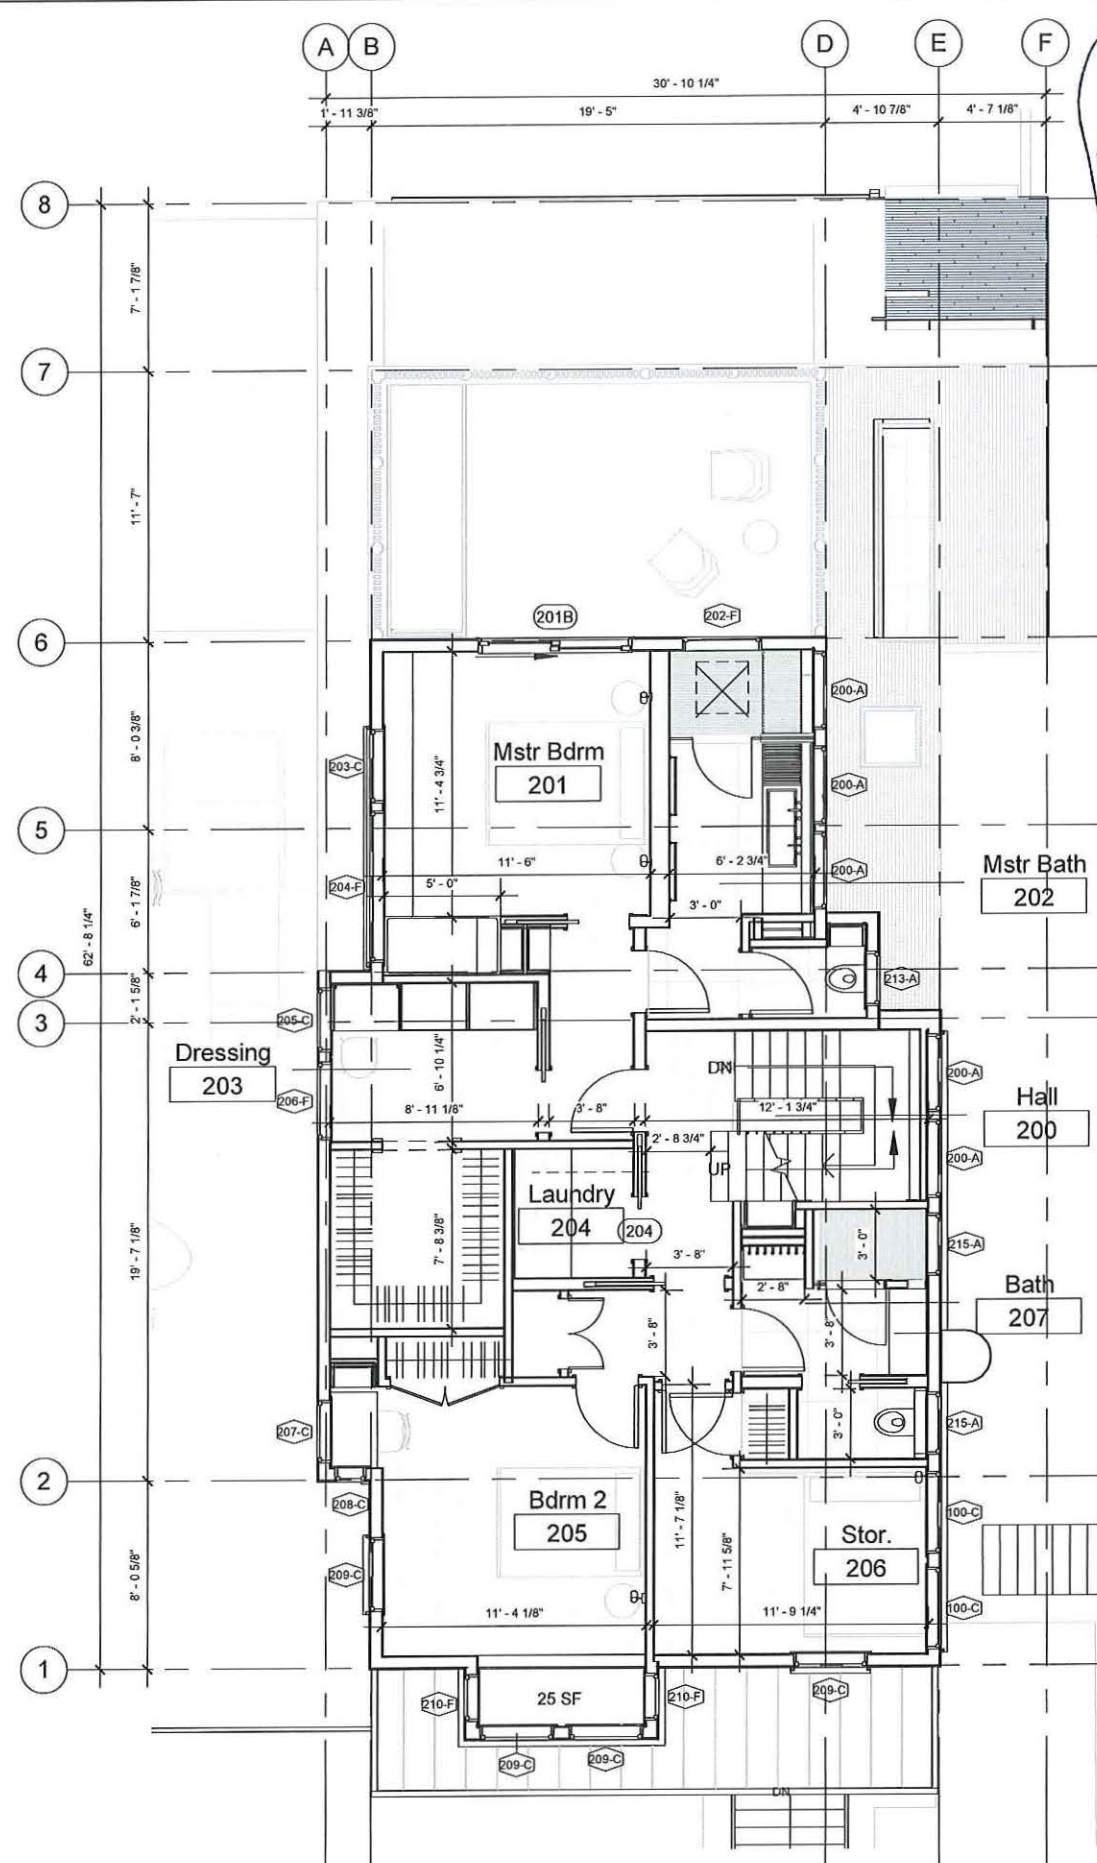 A B D E F
30' - 10 1/4"
1' - 11 3/8" 19' - 5" 4' - 10 7/8" 4' - 7 1/8"
8
7' - 1 7/8"
7
11' - 7"
201B 202-F
6
200-A
8' - 0 3/8"
Mstr Bdrm
201
203-C
11' - 4 3/4"
200-A
5
11' - 6" 6' - 2 3/4"
Mstr Bath
202
204-F
5' - 0"
200-A
3' - 0"
6' - 1 7/8"
62' - 8 1/4"
4
213-A
2' - 1 5/8"
3
205-C
Dressing
203
6' - 10 1/4"
DN
200-A
206-F
8' - 11 1/8" 3' - 8" 12' - 1 3/4"
Hall
200
2' - 8 3/4"
UP
200-A
Laundry
204
204
7' - 8 3/8"
3' - 0"
215-A
19' - 7 1/8"
3' - 8"
2' - 8"
Bath
207
3' - 8"
3' - 8"
207-C
3' - 0"
215-A
2
208-C
Bdrm 2
205
11' - 7 1/8"
7' - 11 5/8"
Stor.
206
100-C
209-C
8' - 0 5/8"
11' - 4 1/8" 11' - 9 1/4"
100-C
1
210-F
25 SF
210-F
209-C
209-C
209-C
DN